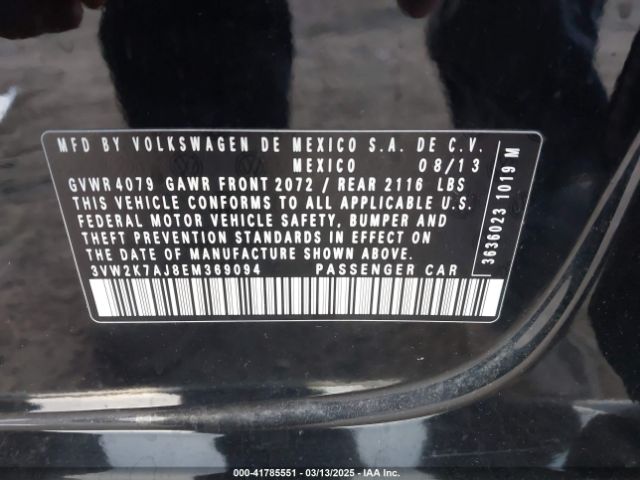 MFD BY VOLKSWAGEN DE MEXICO S.A. DE C.V.
MEXICO 08/13
GVWR 4079 GAWR FRONT 2072 / REAR 2116 LBS
THIS VEHICLE CONFORMS TO ALL APPLICABLE U.S.
FEDERAL MOTOR VEHICLE SAFETY, BUMPER AND
THEFT PREVENTION STANDARDS IN EFFECT ON
THE DATE OF MANUFACTURE SHOWN ABOVE.
3VW2K7AJ8EM369094 PASSENGER CAR
3636023 1019 M
000-41785551 - 03/13/2025 - IAA Inc.